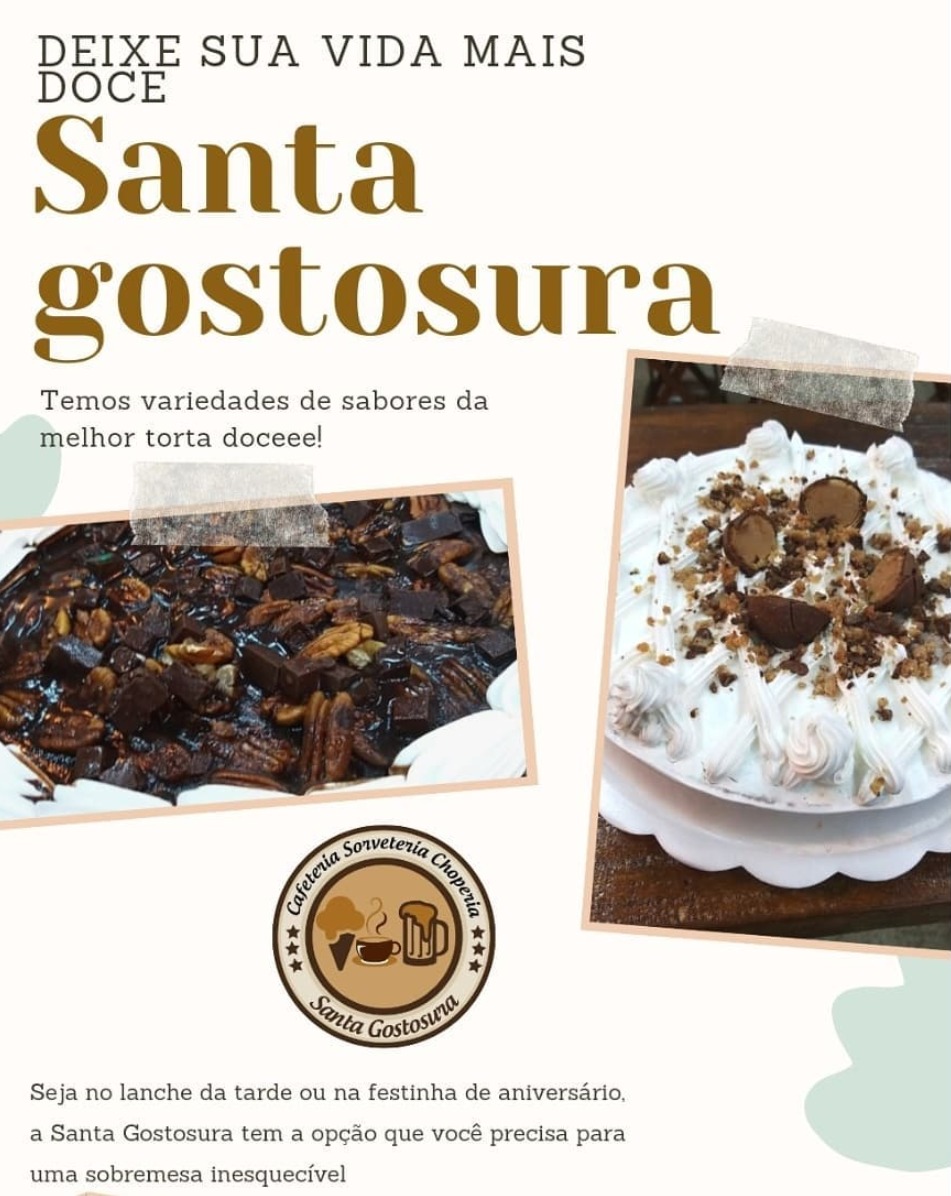 DEIXE SUA VIDA MAIS
DOCE
Santa
gostosura
Temos variedades de sabores da
melhor torta doceee!
Cafeteria Sorveteria Choperia
Santa Gostosura
Seja no lanche da tarde ou na festinha de aniversário,
a Santa Gostosura tem a opção que você precisa para
uma sobremesa inesquecível